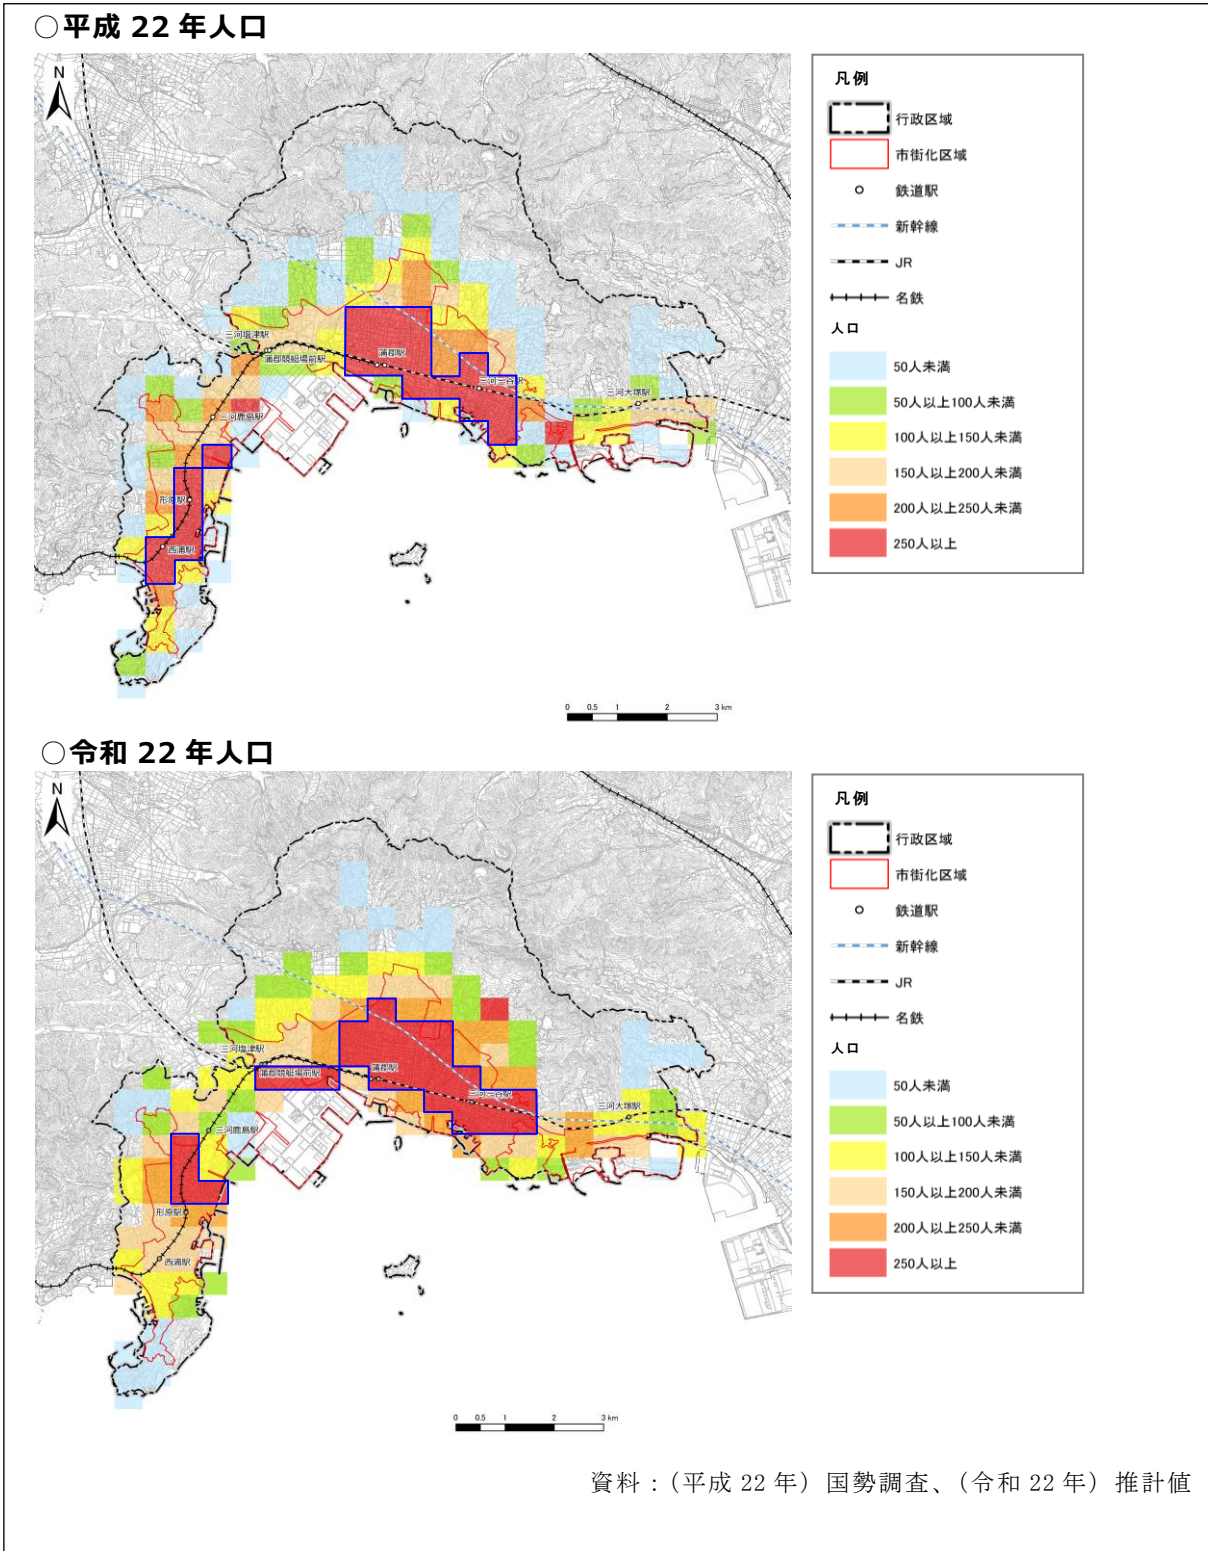 ○平成 22 年人口
N
三河塩津駅
蒲郡競艇場前駅
蒲郡駅
三河三谷駅
三河大塚駅
三河鹿島駅
形原駅
西浦駅
0 0.5 1 2 3 km
凡例
行政区域
市街化区域
鉄道駅
新幹線
JR
名鉄
人口
50人未満
50人以上100人未満
100人以上150人未満
150人以上200人未満
200人以上250人未満
250人以上
○令和 22 年人口
N
三河塩津駅
蒲郡競艇場前駅
蒲郡駅
三河三谷駅
三河大塚駅
三河鹿島駅
形原駅
西浦駅
0 0.5 1 2 3 km
凡例
行政区域
市街化区域
鉄道駅
新幹線
JR
名鉄
人口
50人未満
50人以上100人未満
100人以上150人未満
150人以上200人未満
200人以上250人未満
250人以上
資料：（平成 22 年）国勢調査、（令和 22 年）推計値